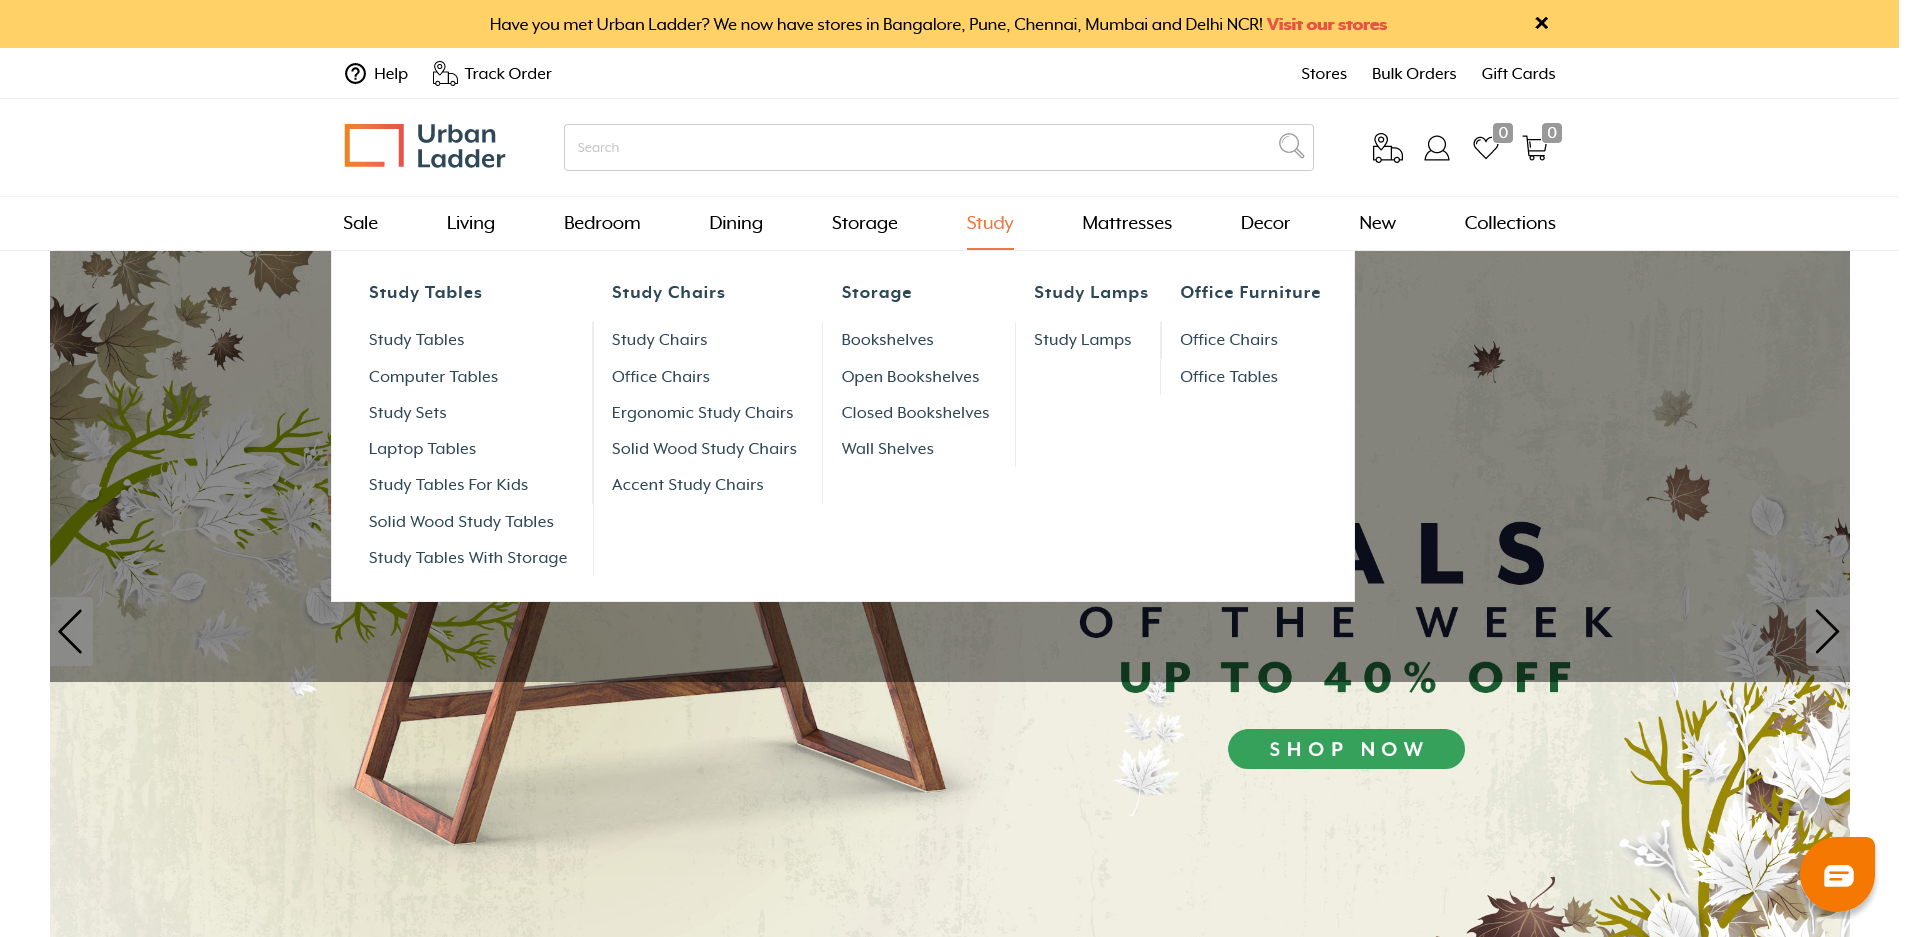 Have you met Urban Ladder? We now have stores in Bangalore, Pune, Chennai, Mumbai and Delhi NCR! Visit our stores
Help
Track Order
Stores
Bulk Orders
Gift Cards
Urban
Ladder
Search
0
0
Sale
Living
Bedroom
Dining
Storage
Study
Mattresses
Decor
New
Collections
Study Tables
Study Tables
Computer Tables
Study Sets
Laptop Tables
Study Tables For Kids
Solid Wood Study Tables
Study Tables With Storage
Study Chairs
Study Chairs
Office Chairs
Ergonomic Study Chairs
Solid Wood Study Chairs
Accent Study Chairs
Storage
Bookshelves
Open Bookshelves
Closed Bookshelves
Wall Shelves
Study Lamps
Study Lamps
Office Furniture
Office Chairs
Office Tables
OF THE WEEK
UP TO 40% OFF
SHOP NOW